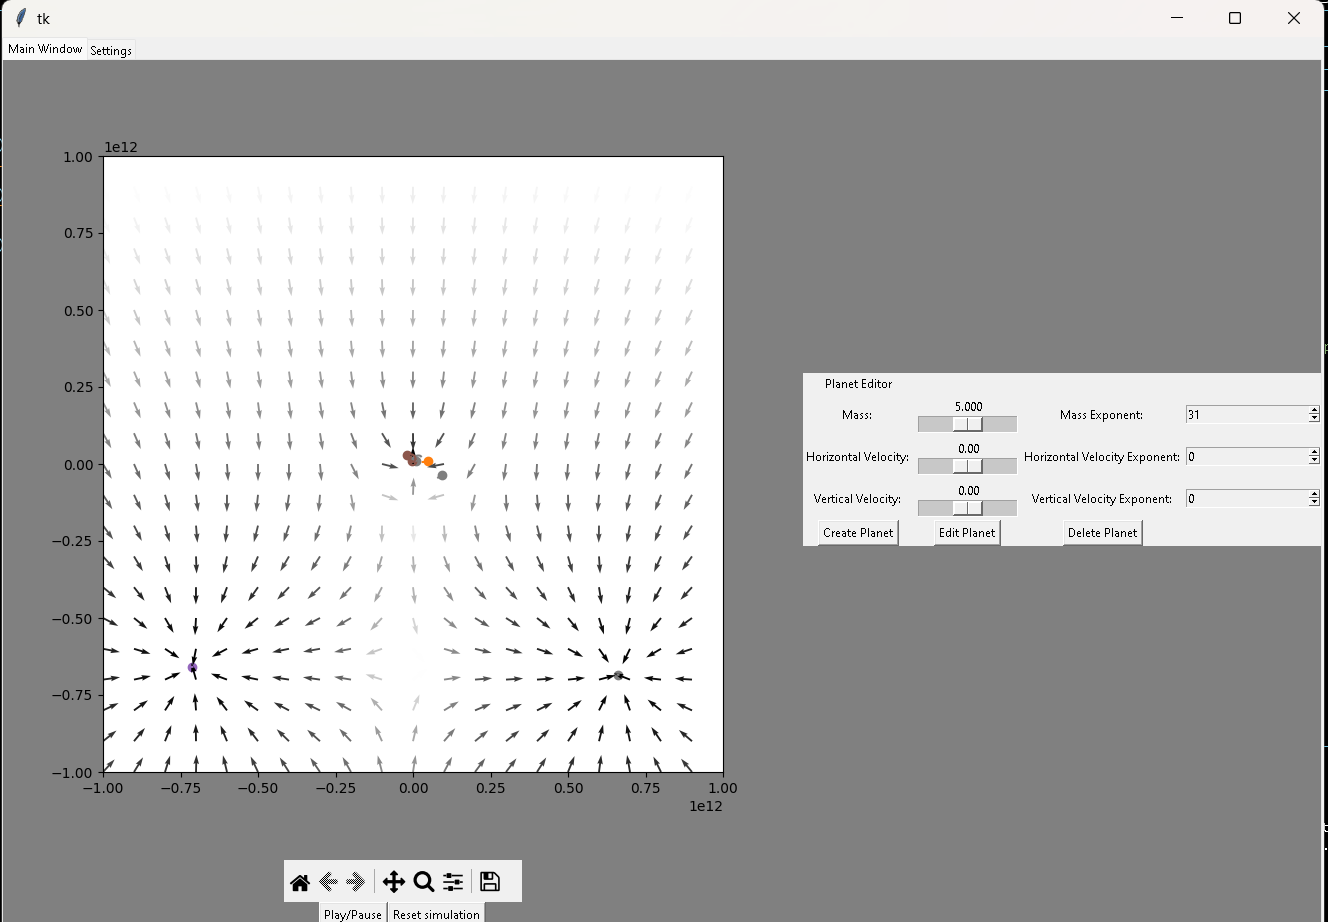 tk
Main Window Settings
1e12
1.00
0.75
0.50
0.25
0.00
−0.25
−0.50
−0.75
−1.00
−1.00 −0.75 −0.50 −0.25 0.00 0.25 0.50 0.75 1.00
1e12
Planet Editor
Mass: 5.000 Mass Exponent: 31
Horizontal Velocity: 0.00 Horizontal Velocity Exponent: 0
Vertical Velocity: 0.00 Vertical Velocity Exponent: 0
Create Planet Edit Planet Delete Planet
Play/Pause Reset simulation